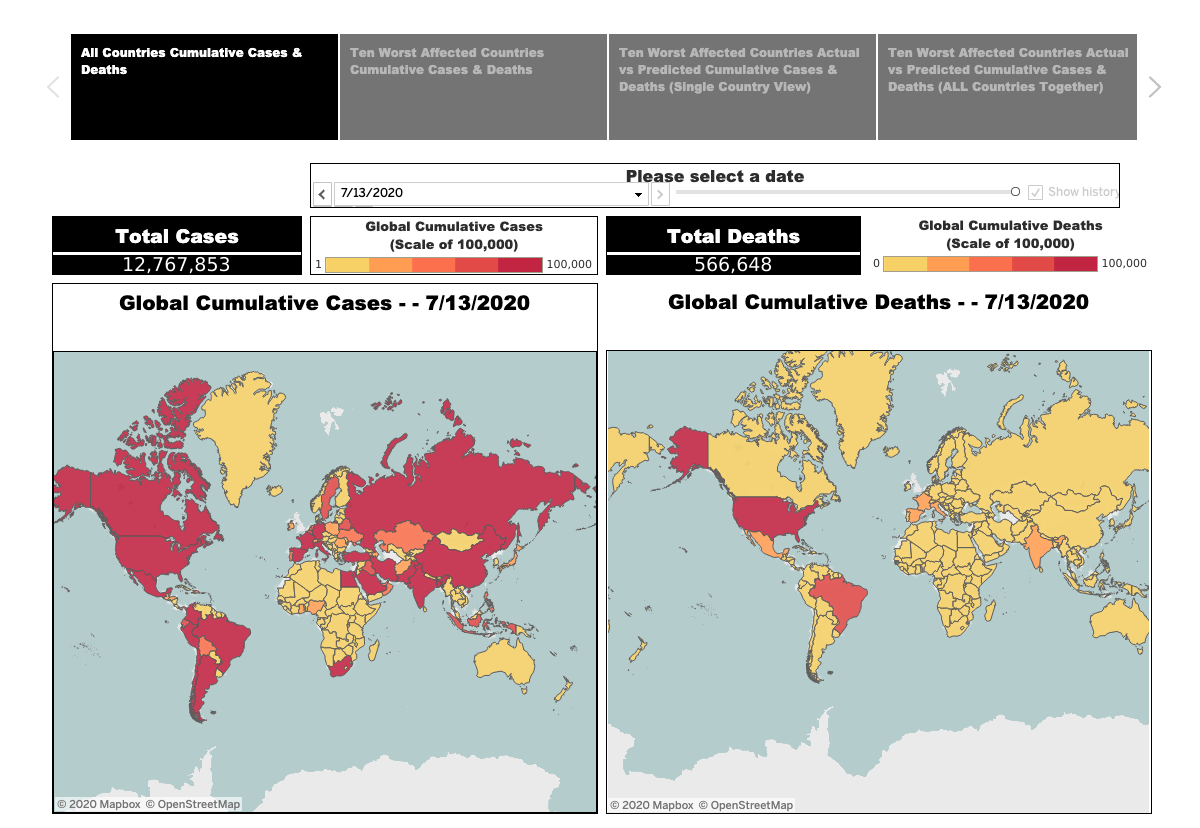 All Countries Cumulative Cases &
Deaths
Ten Worst Affected Countries
Cumulative Cases & Deaths
Ten Worst Affected Countries Actual
vs Predicted Cumulative Cases &
Deaths (Single Country View)
Ten Worst Affected Countries Actual
vs Predicted Cumulative Cases &
Deaths (ALL Countries Together)
Please select a date
7/13/2020
Show history
Total Cases
12,767,853
Global Cumulative Cases
(Scale of 100,000)
1
100,000
Total Deaths
566,648
Global Cumulative Deaths
(Scale of 100,000)
0
100,000
Global Cumulative Cases - - 7/13/2020
Global Cumulative Deaths - - 7/13/2020
© 2020 Mapbox © OpenStreetMap
© 2020 Mapbox © OpenStreetMap